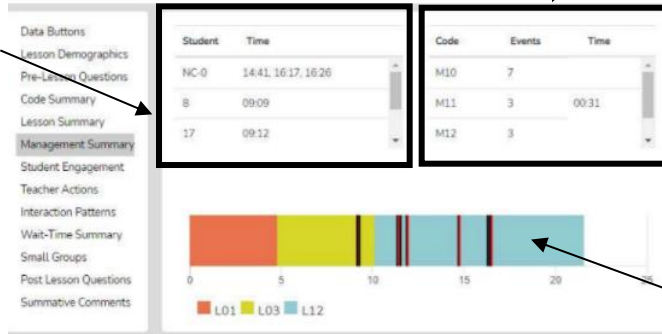 Data Buttons
Lesson Demographics
Pre-Lesson Questions
Code Summary
Lesson Summary
Management Summary
Student Engagement
Teacher Actions
Interaction Patterns
Wait-Time Summary
Small Groups
Post Lesson Questions
Summative Comments
Student Time
NC-0 14:41, 16:17, 16:26
8 09:09
17 09:12
Code Events Time
M10 7
M11 3 00:31
M12 3
0 5 10 15 20 25
L01 L03 L12